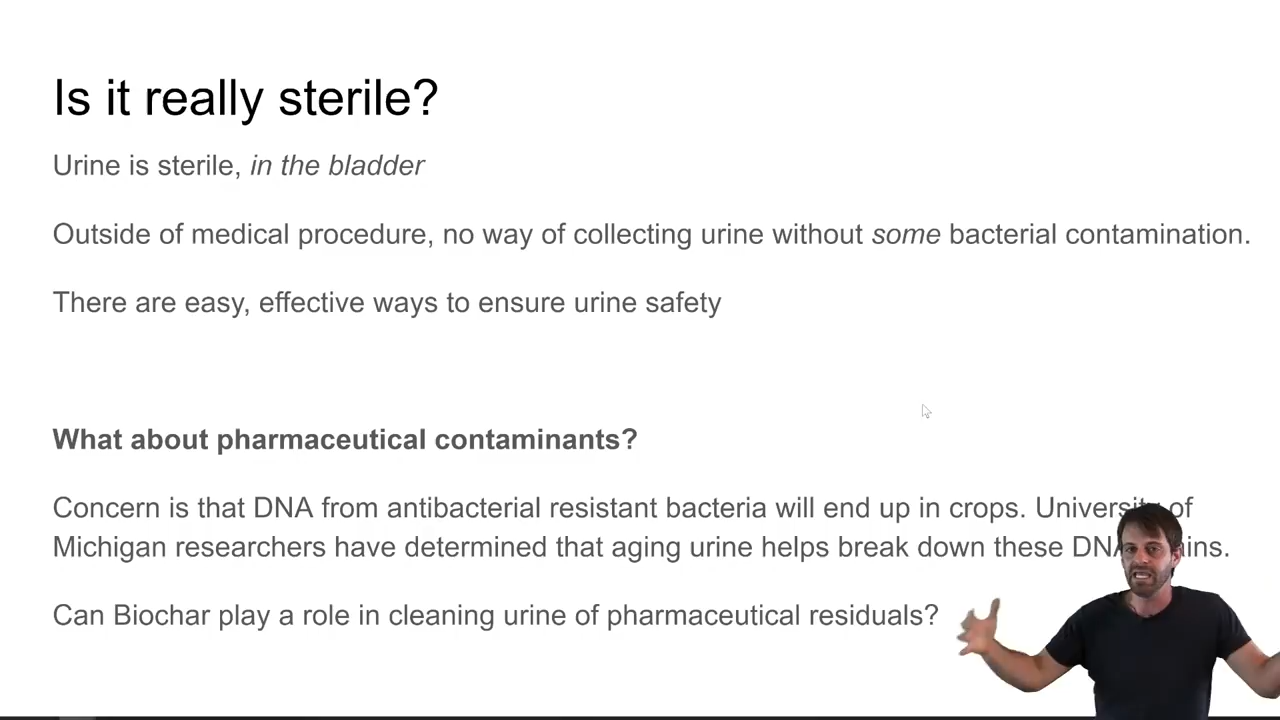 Is it really sterile?
Urine is sterile, in the bladder
Outside of medical procedure, no way of collecting urine without some bacterial contamination.
There are easy, effective ways to ensure urine safety
What about pharmaceutical contaminants?
Concern is that DNA from antibacterial resistant bacteria will end up in crops. University of
Michigan researchers have determined that aging urine helps break down these DNA
Can Biochar play a role in cleaning urine of pharmaceutical residuals?